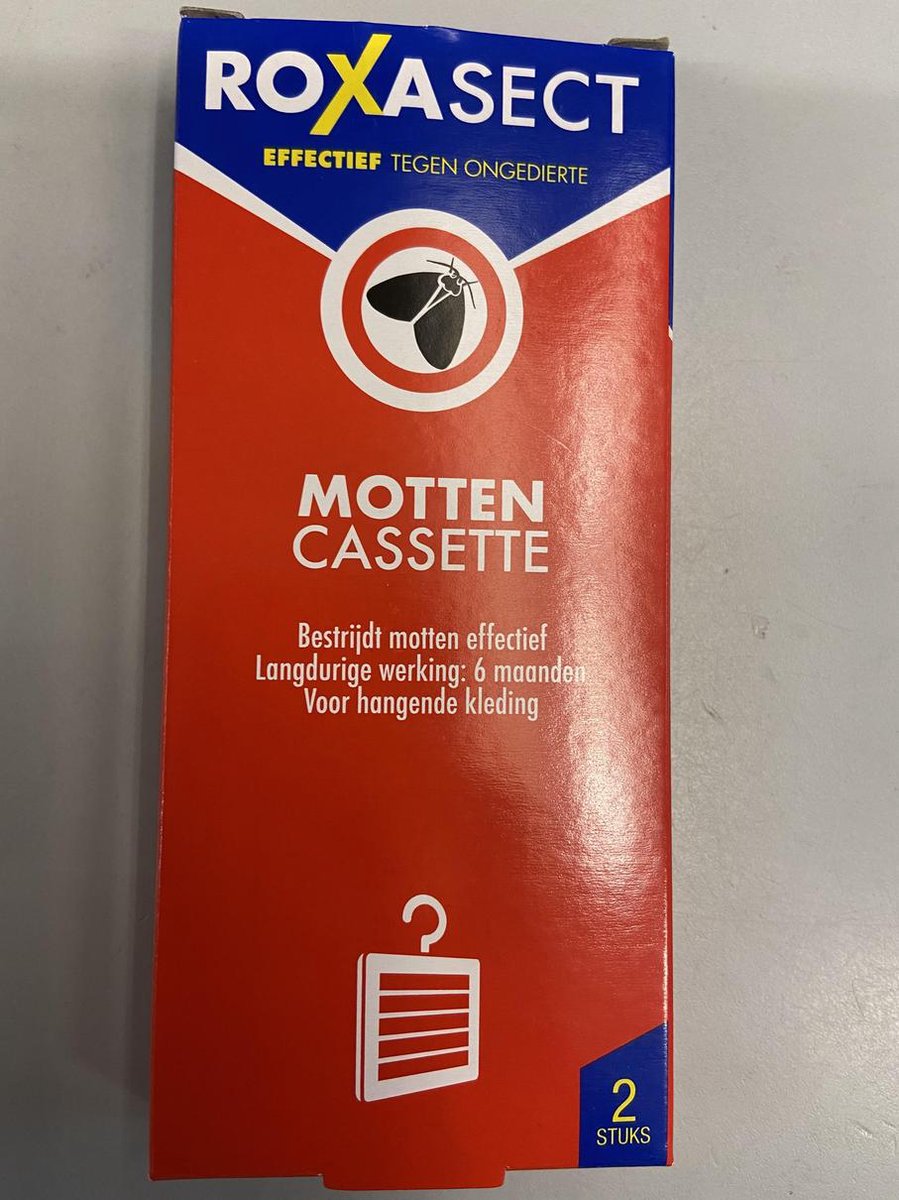 ROXASECT
EFFECTIEF TEGEN ONGEDIERTE
MOTTEN
CASSETTE
Bestrijdt motten effectief
Langdurige werking: 6 maanden
Voor hangende kleding
2
STUKS